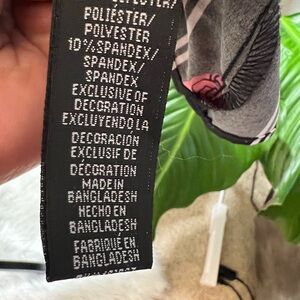 POLIÉSTER/
POLYESTER
10%SPANDEX/
SPANDEX/
SPANDEX
EXCLUSIVE OF
DECORATION
EXCLUYENDO LA
DECORACIÓN
EXCLUSIF DE
DÉCORATION
MADE IN
BANGLADESH
HECHO EN
BANGLADESH
FABRIQUÉ EN
BANGLADESH